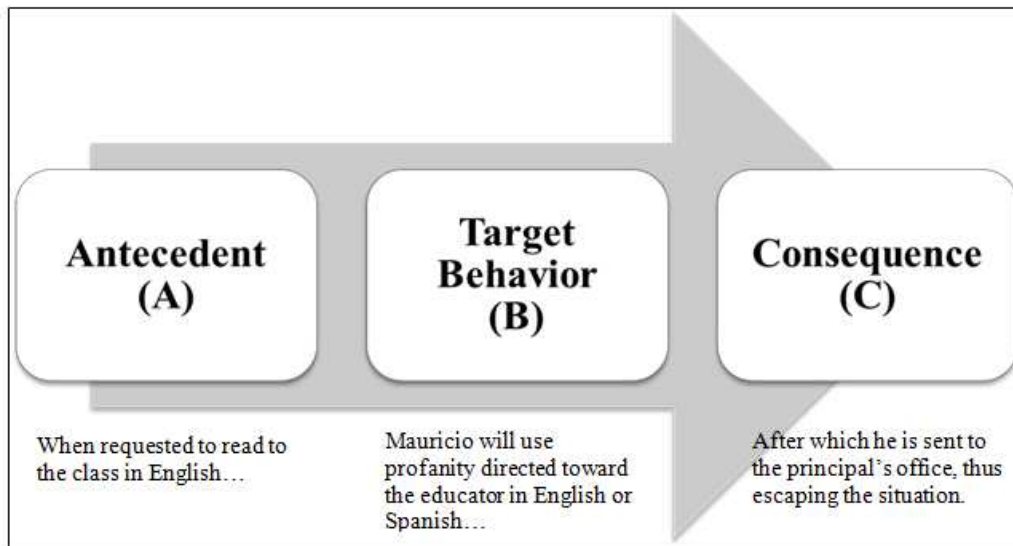 Antecedent
(A)
Target
Behavior
(B)
Consequence
(C)
When requested to read to
the class in English…
Mauricio will use
profanity directed toward
the educator in English or
Spanish…
After which he is sent to
the principal’s office, thus
escaping the situation.